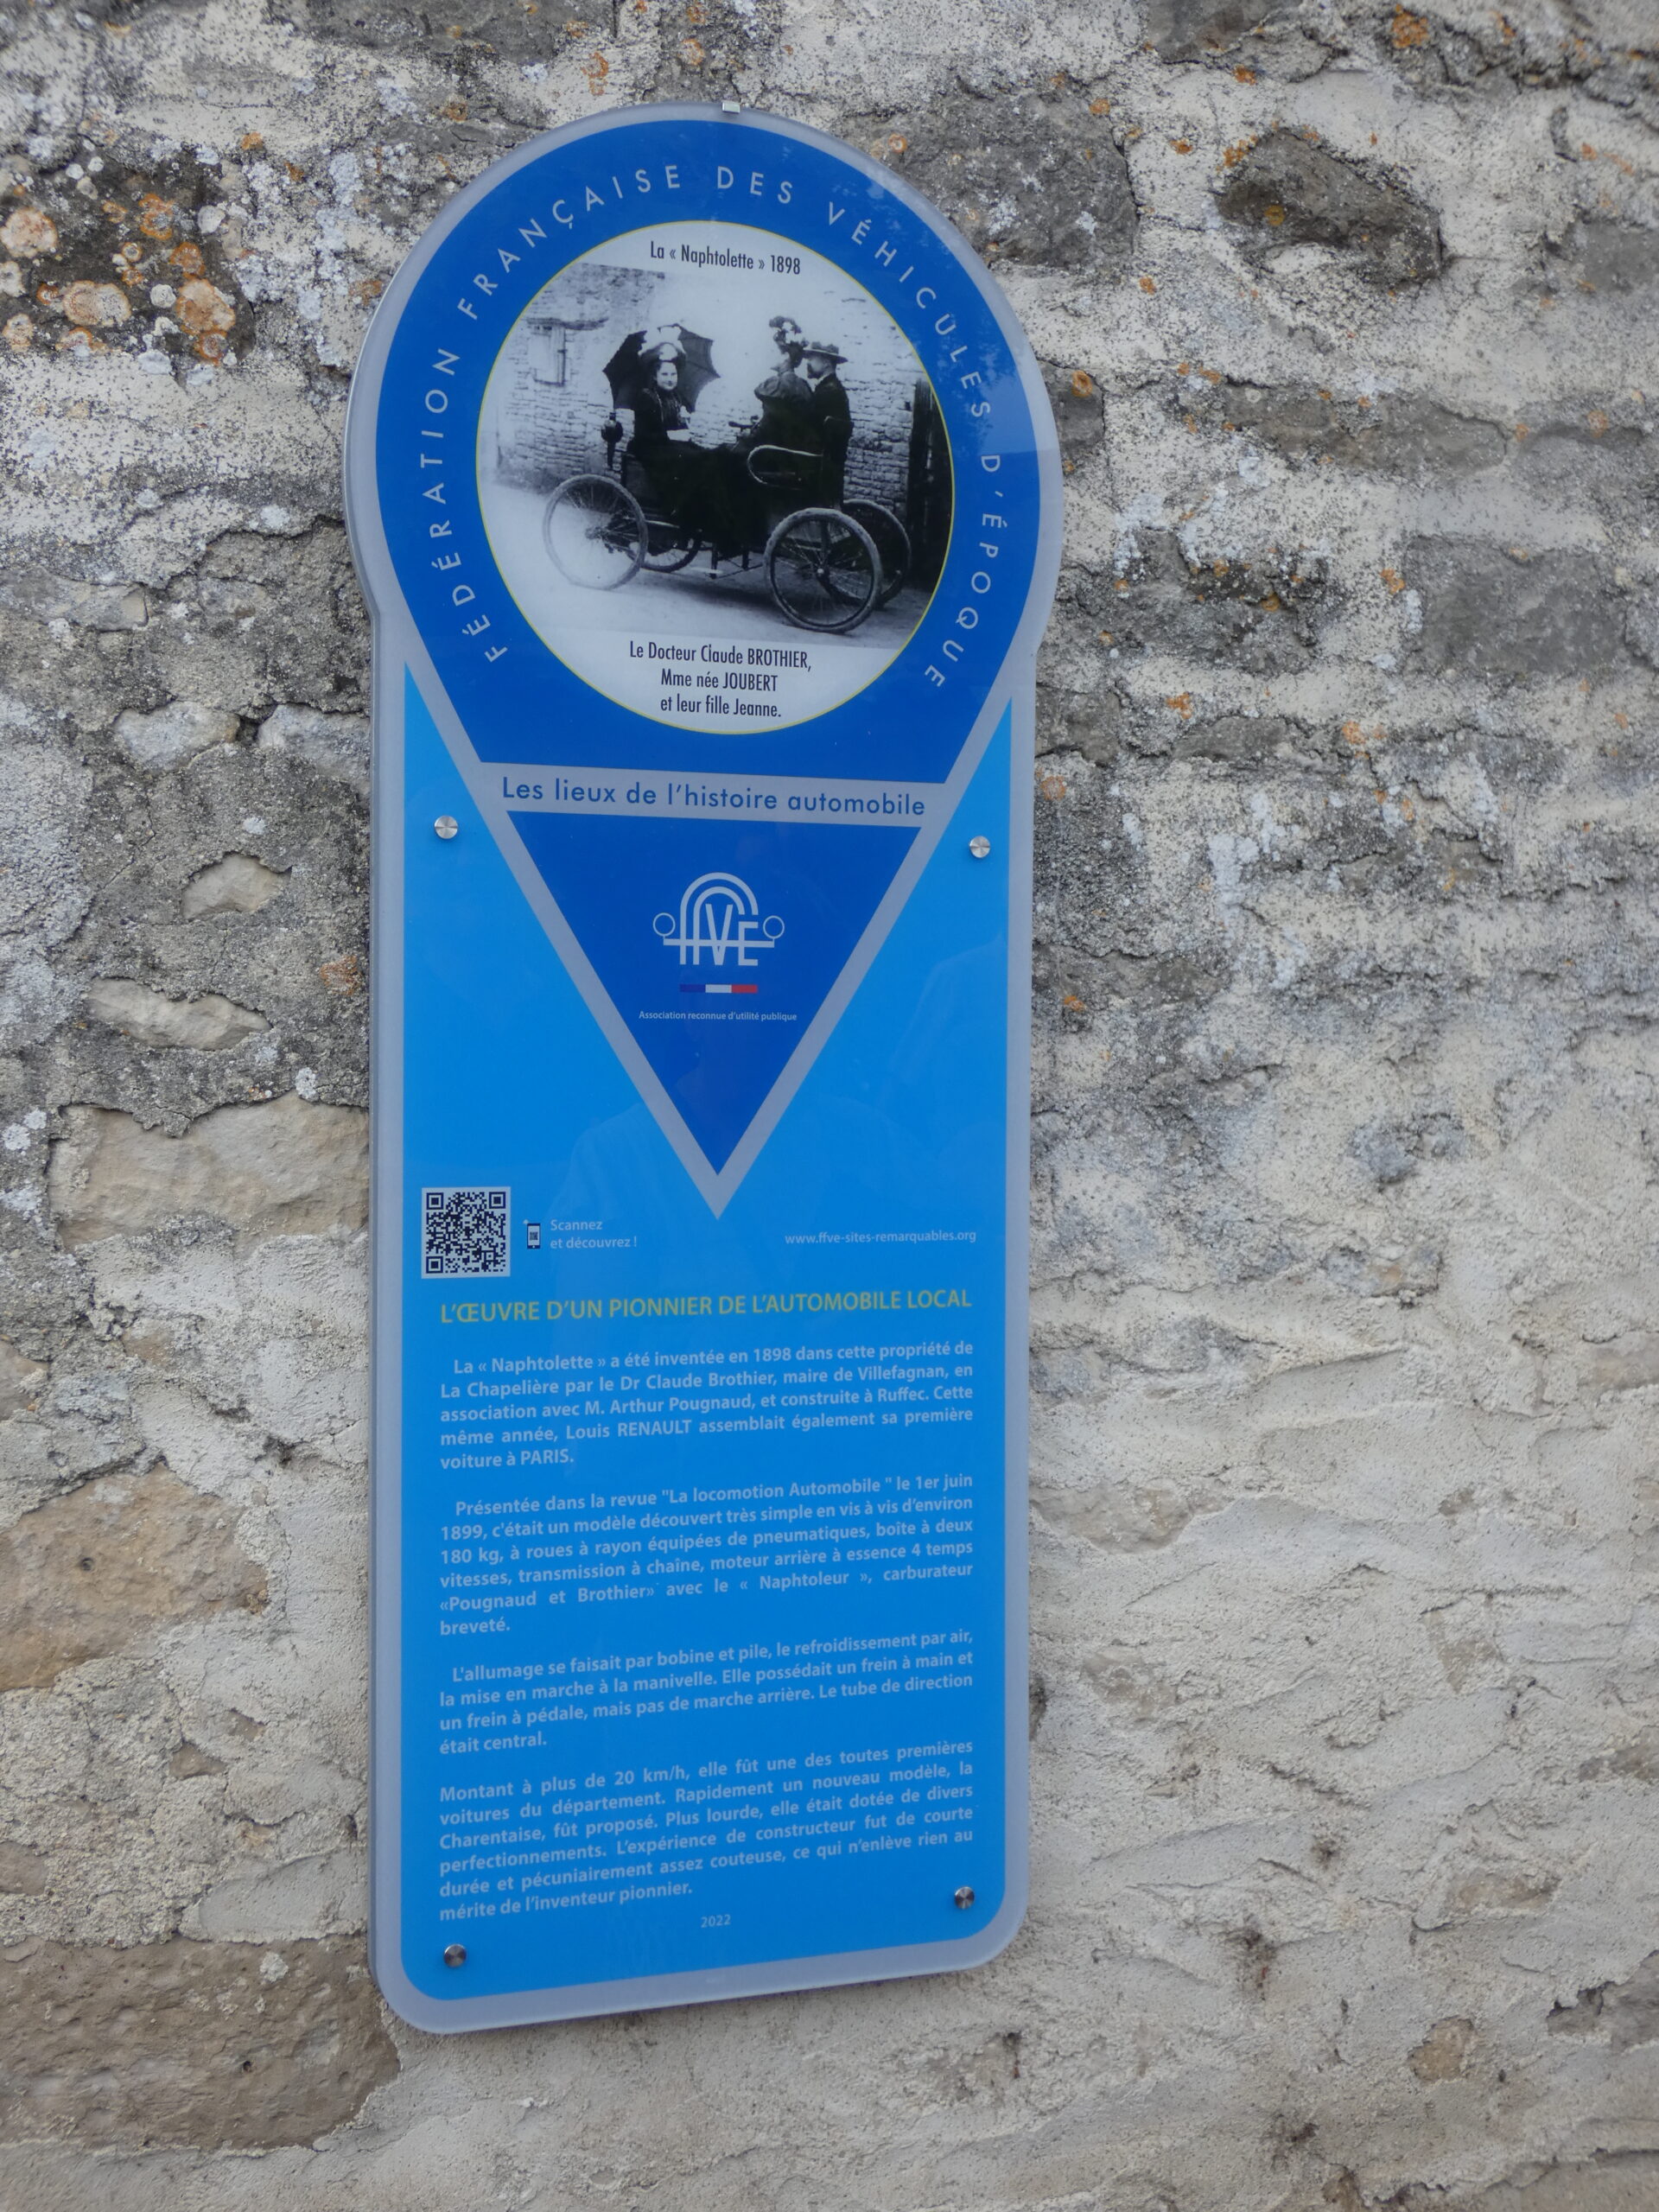 FÉDÉRATION FRANÇAISE DES VÉHICULES D'ÉPOQUE
La « Naphtolette » 1898
Le Docteur Claude BROTHIER,
Mme née JOUBERT
et leur fille Jeanne.
Les lieux de l'histoire automobile
FFVE
Association reconnue d'utilité publique
Scannez
et découvrez !
www.ffve-sites-remarquables.org
L'ŒUVRE D'UN PIONNIER DE L'AUTOMOBILE LOCAL
La « Naphtolette » a été inventée en 1898 dans cette propriété de
La Chapelière par le Dr Claude Brothier, maire de Villefagnan, en
association avec M. Arthur Pougnaud, et construite à Ruffec. Cette
même année, Louis RENAULT assemblait également sa première
voiture à PARIS.
Présentée dans la revue "La locomotion Automobile " le 1er juin
1899, c'était un modèle découvert très simple en vis à vis d'environ
180 kg, à roues à rayon équipées de pneumatiques, boîte à deux
vitesses, transmission à chaîne, moteur arrière à essence 4 temps
«Pougnaud et Brothier» avec le « Naphtoleur », carburateur
breveté.
L'allumage se faisait par bobine et pile, le refroidissement par air,
la mise en marche à la manivelle. Elle possédait un frein à main et
un frein à pédale, mais pas de marche arrière. Le tube de direction
était central.
Montant à plus de 20 km/h, elle fût une des toutes premières
voitures du département. Rapidement un nouveau modèle, la
Charentaise, fût proposé. Plus lourde, elle était dotée de divers
perfectionnements. L'expérience de constructeur fut de courte
durée et pécuniairement assez couteuse, ce qui n'enlève rien au
mérite de l'inventeur pionnier.
2022